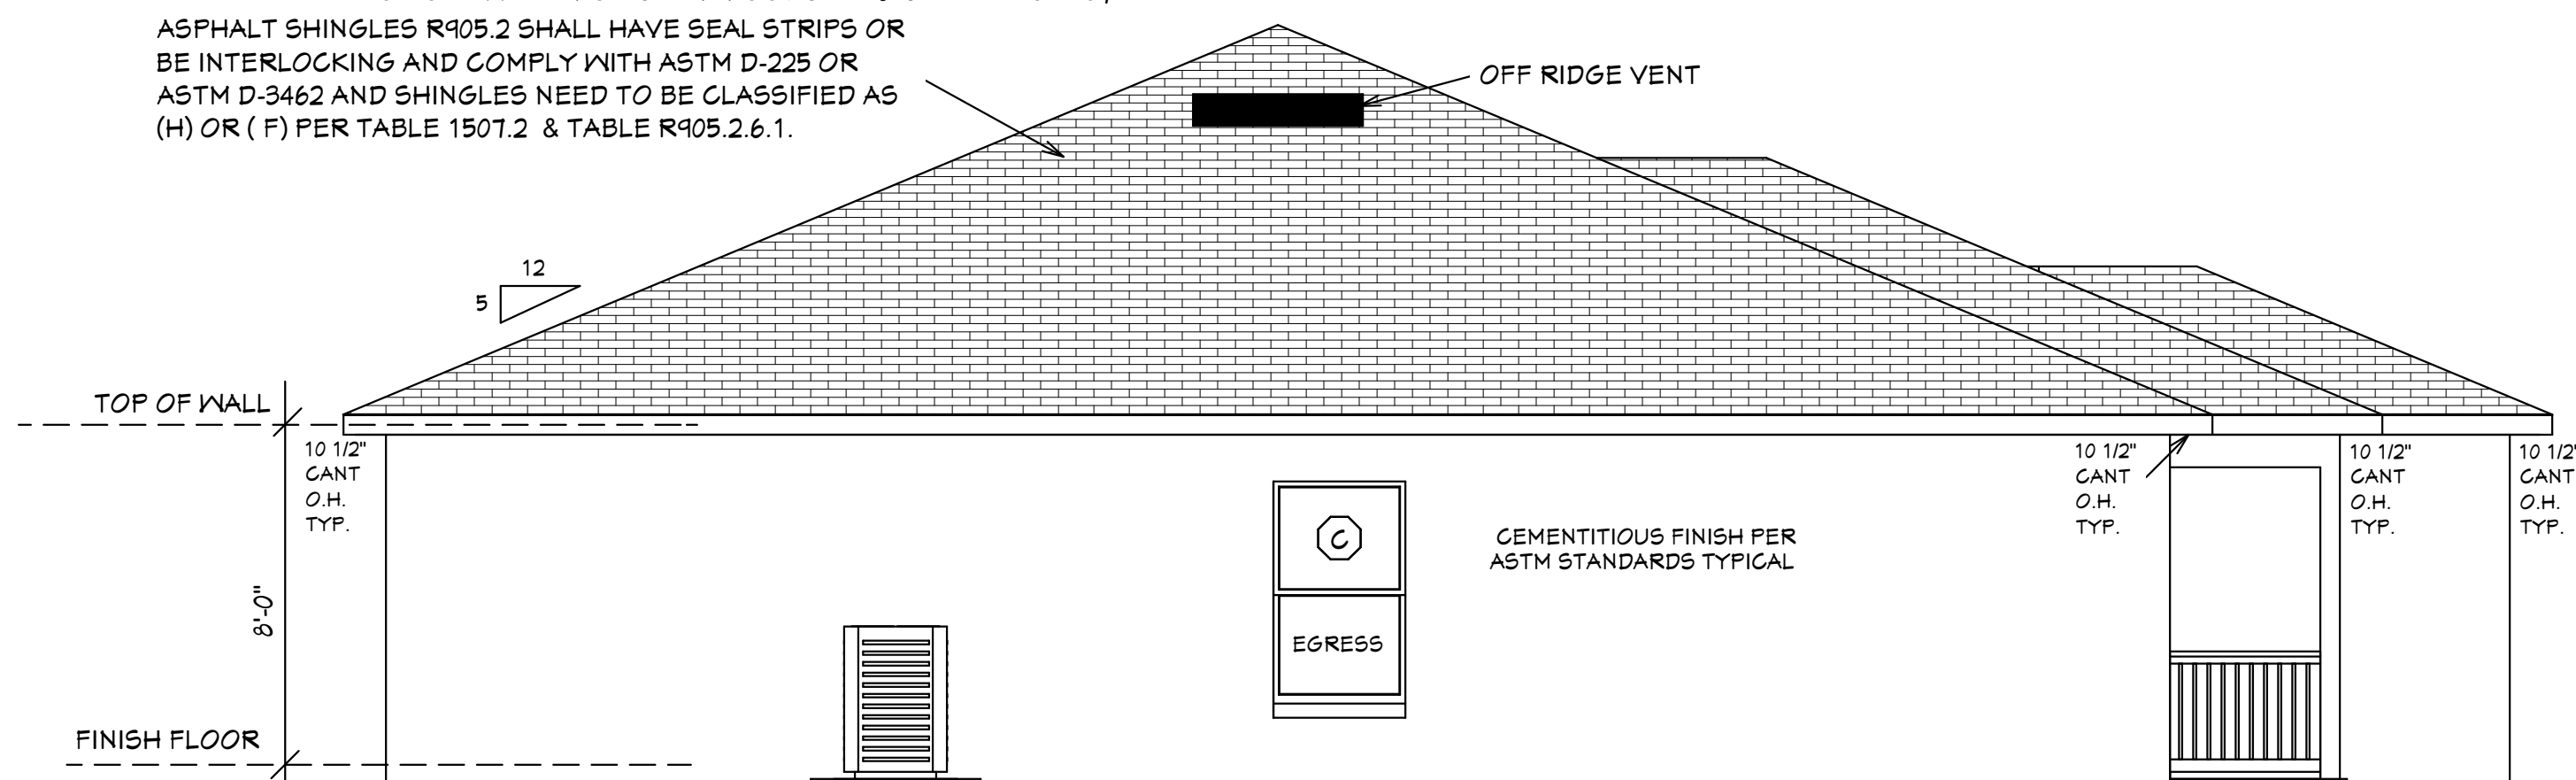 ASPHALT SHINGLES R905.2 SHALL HAVE SEAL STRIPS OR
BE INTERLOCKING AND COMPLY WITH ASTM D-225 OR
ASTM D-3462 AND SHINGLES NEED TO BE CLASSIFIED AS
(H) OR ( F) PER TABLE 1507.2 & TABLE R905.2.6.1.
OFF RIDGE VENT
12
5
TOP OF WALL
10 1/2"
CANT
O.H.
TYP.
10 1/2"
CANT
O.H.
TYP.
10 1/2"
CANT
O.H.
TYP.
10 1/2"
CANT
O.H.
TYP.
C
CEMENTITIOUS FINISH PER
ASTM STANDARDS TYPICAL
8'-0"
EGRESS
FINISH FLOOR